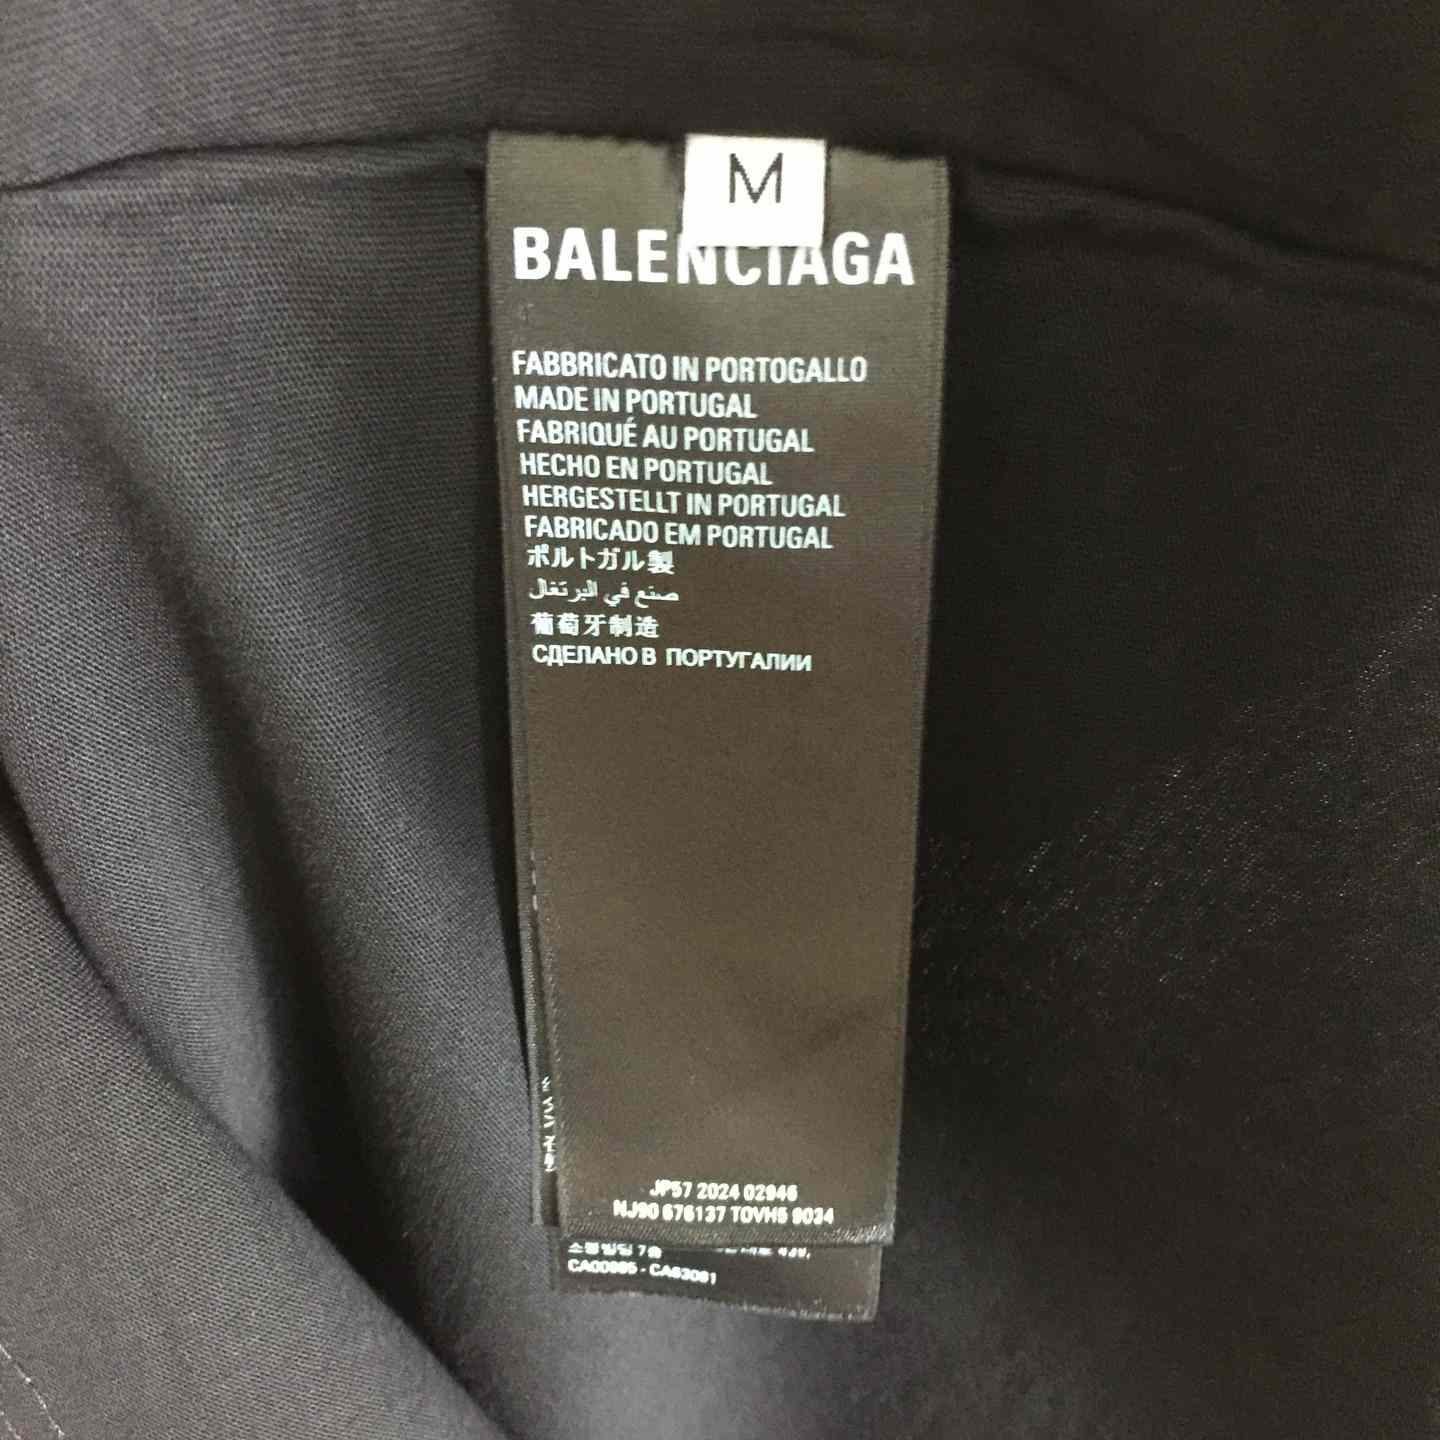 M
BALENCIAGA
FABBRICATO IN PORTOGALLO
MADE IN PORTUGAL
FABRIQUÉ AU PORTUGAL
HECHO EN PORTUGAL
HERGESTELLT IN PORTUGAL
FABRICADO EM PORTUGAL
ポルトガル製
صنع في البرتغال
葡萄牙制造
СДЕЛАНО В ПОРТУГАЛИИ
JP57 2024 02946
NJ90 676137 TOVH5 9034
7층